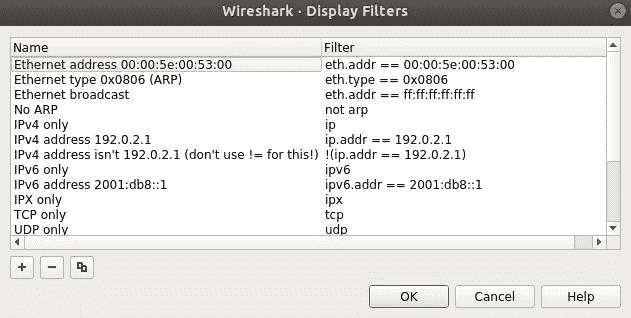 Wireshark · Display Filters
Name Filter
Ethernet address 00:00:5e:00:53:00 eth.addr == 00:00:5e:00:53:00
Ethernet type 0x0806 (ARP) eth.type == 0x0806
Ethernet broadcast eth.addr == ff:ff:ff:ff:ff:ff
No ARP not arp
IPv4 only ip
IPv4 address 192.0.2.1 ip.addr == 192.0.2.1
IPv4 address isn't 192.0.2.1 (don't use != for this!) !(ip.addr == 192.0.2.1)
IPv6 only ipv6
IPv6 address 2001:db8::1 ipv6.addr == 2001:db8::1
IPX only ipx
TCP only tcp
UDP only udp
OK Cancel Help